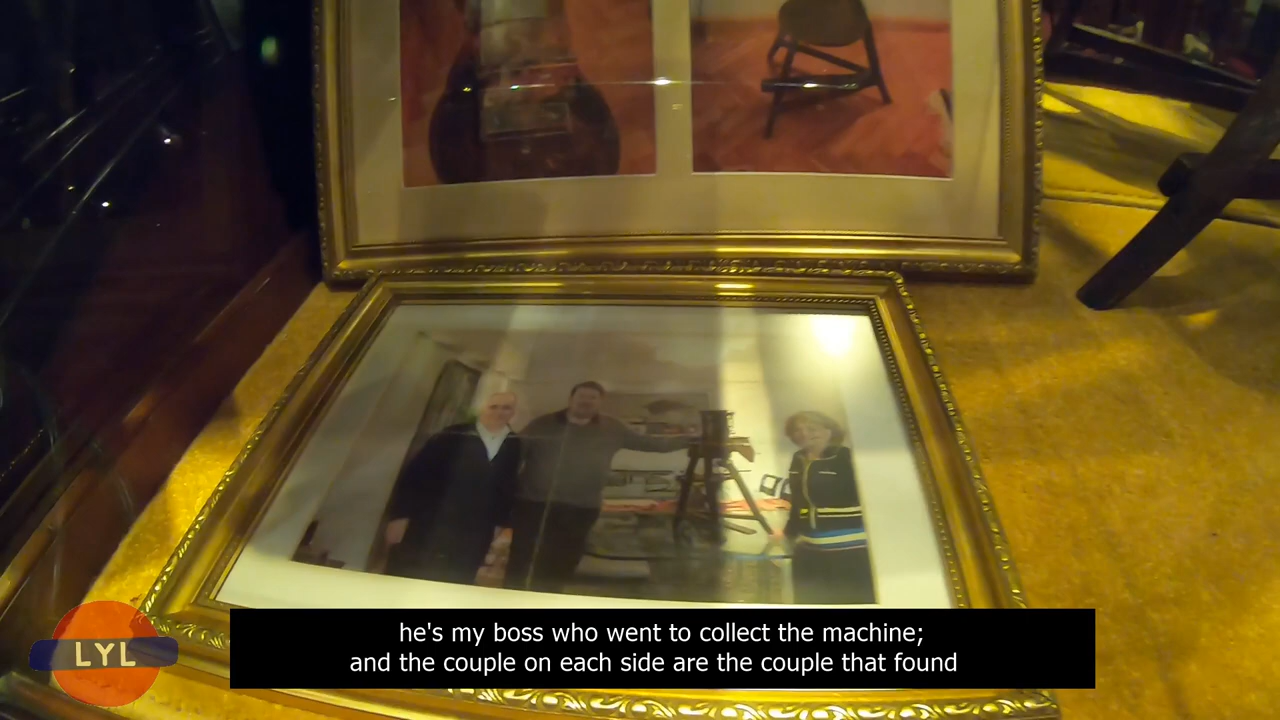 he's my boss who went to collect the machine;
and the couple on each side are the couple that found
LYL